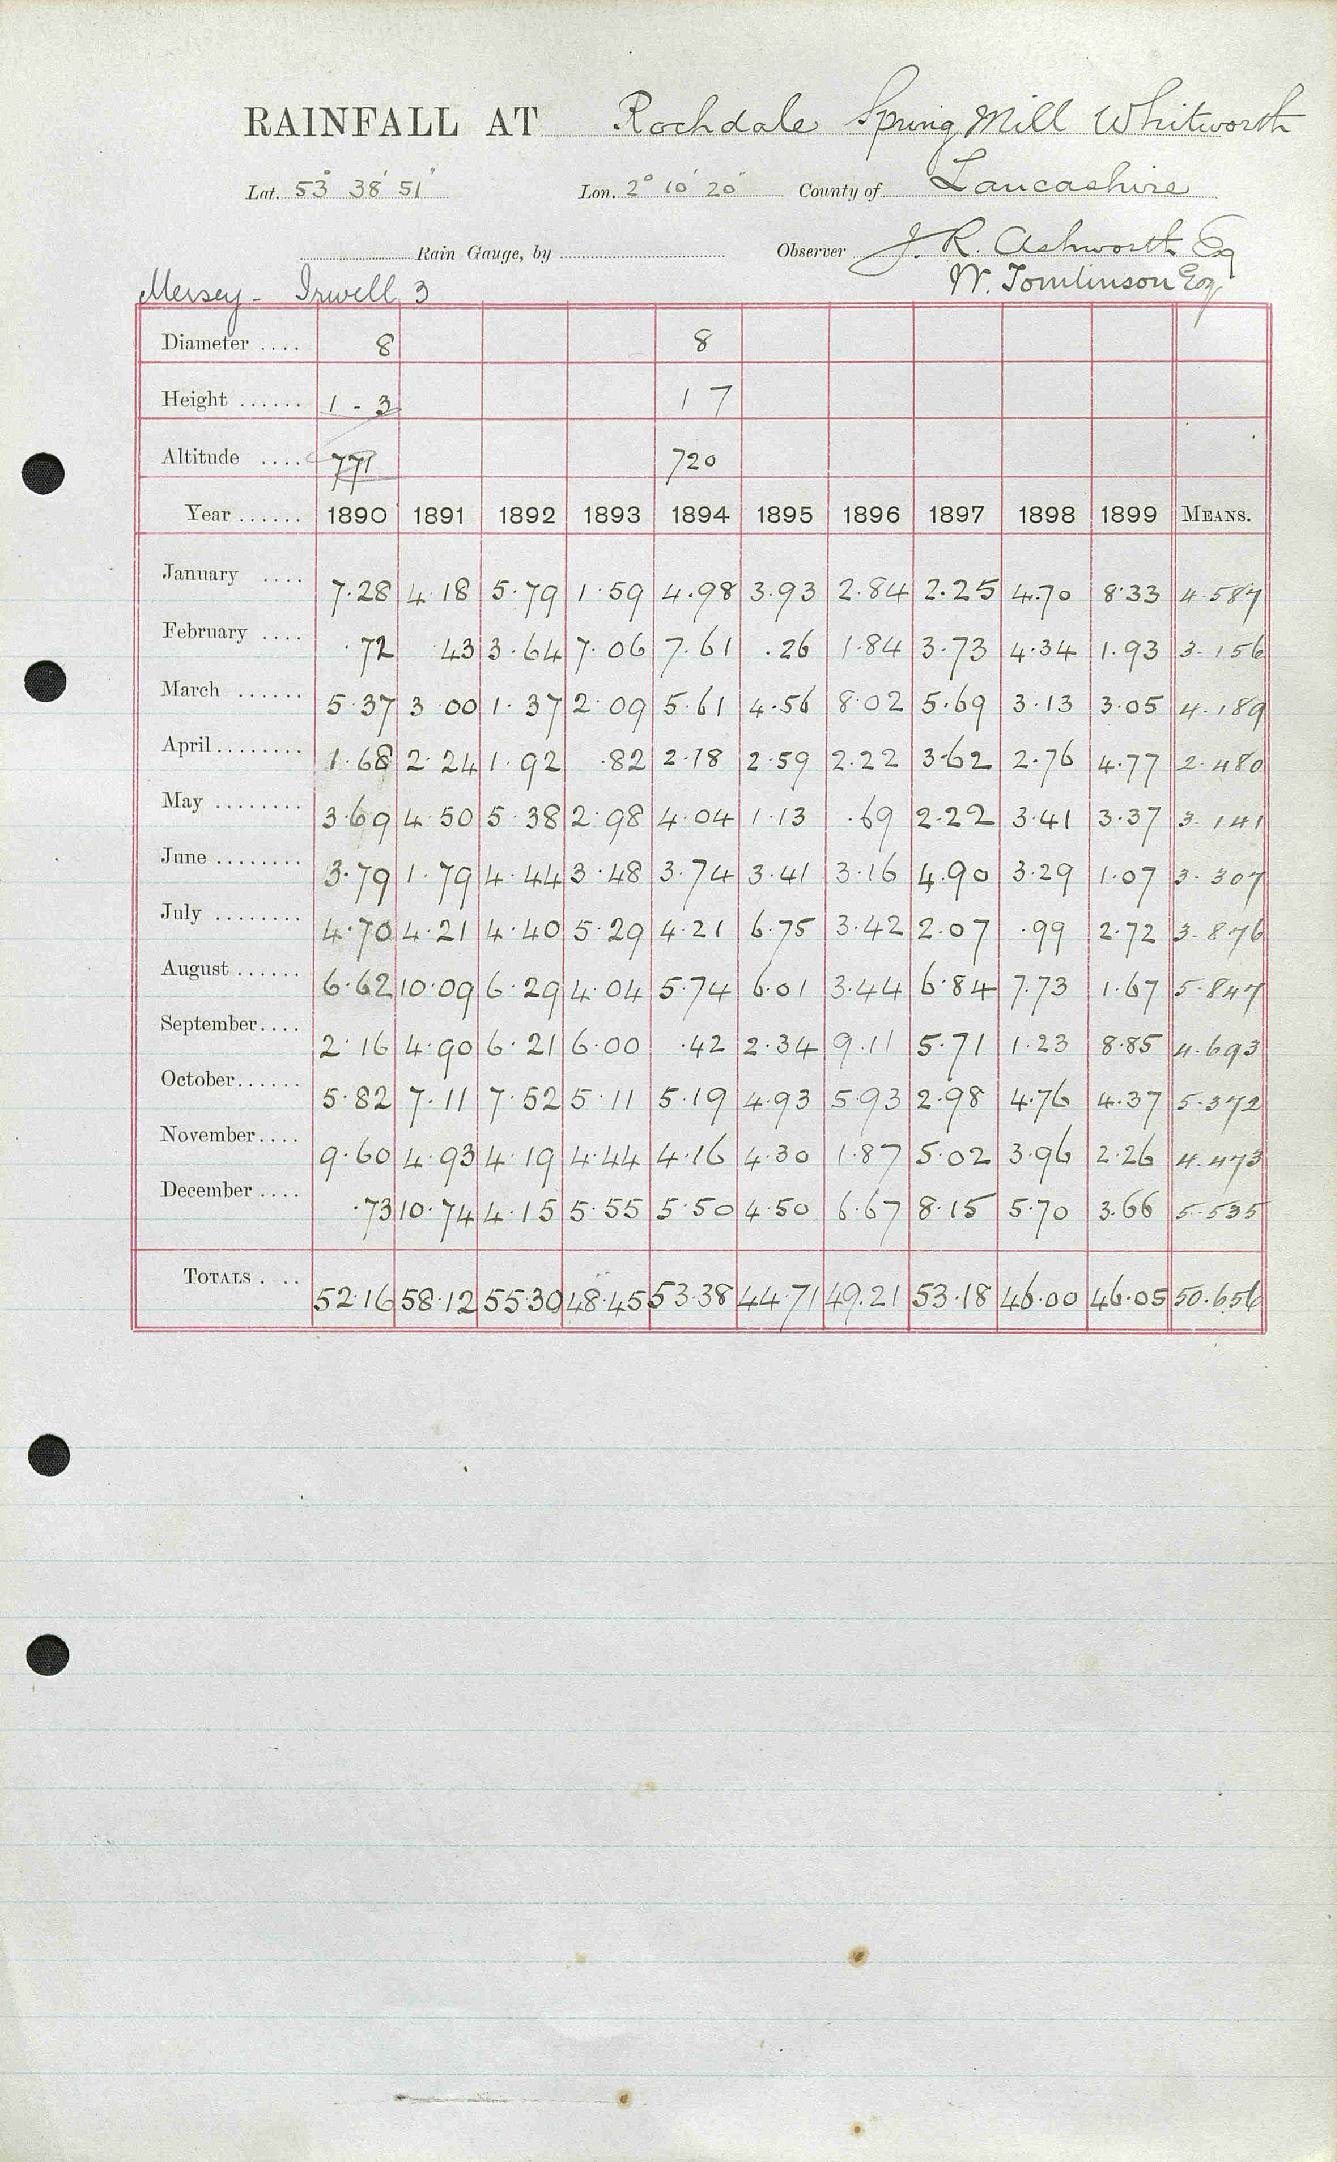 RAINFALL AT Rochdale Spring Mill Whitworth
Lat. 53° 38' 51" Lon. 2° 10' 20" County of Lancashire
Rain Gauge, by Observer J. R. Ashworth Esq
Mersey - Irwell 3 W. Tomlinson Esq
Diameter .... 8 8
Height ...... 1 - 3 1 7
Altitude .... 771 720
Year ...... 1890 1891 1892 1893 1894 1895 1896 1897 1898 1899 MEANS.
January .... 7.28 4.18 5.79 1.59 4.98 3.93 2.84 2.25 4.70 8.33 4.587
February .... .72 .43 3.64 7.06 7.61 .26 1.84 3.73 4.34 1.93 3.156
March ...... 5.37 3.00 1.37 2.09 5.61 4.56 8.02 5.69 3.13 3.05 4.189
April ........ 1.68 2.24 1.92 .82 2.18 2.59 2.22 3.62 2.76 4.77 2.480
May ........ 3.69 4.50 5.38 2.98 4.04 1.13 .69 2.22 3.41 3.37 3.141
June ........ 3.79 1.79 4.44 3.48 3.74 3.41 3.16 4.90 3.29 1.07 3.307
July ........ 4.70 4.21 4.40 5.29 4.21 6.75 3.42 2.07 .99 2.72 3.876
August ...... 6.62 10.09 6.29 4.04 5.74 6.01 3.44 6.84 7.73 1.67 5.847
September .... 2.16 4.90 6.21 6.00 .42 2.34 9.11 5.71 1.23 8.85 4.693
October ...... 5.82 7.11 7.52 5.11 5.19 4.93 5.93 2.98 4.76 4.37 5.372
November .... 9.60 4.93 4.19 4.44 4.16 4.30 1.87 5.02 3.96 2.26 4.473
December .... .73 10.74 4.15 5.55 5.50 4.50 6.67 8.15 5.70 3.66 5.535
TOTALS .... 52.16 58.12 55.30 48.45 53.38 44.71 49.21 53.18 46.00 46.05 50.656